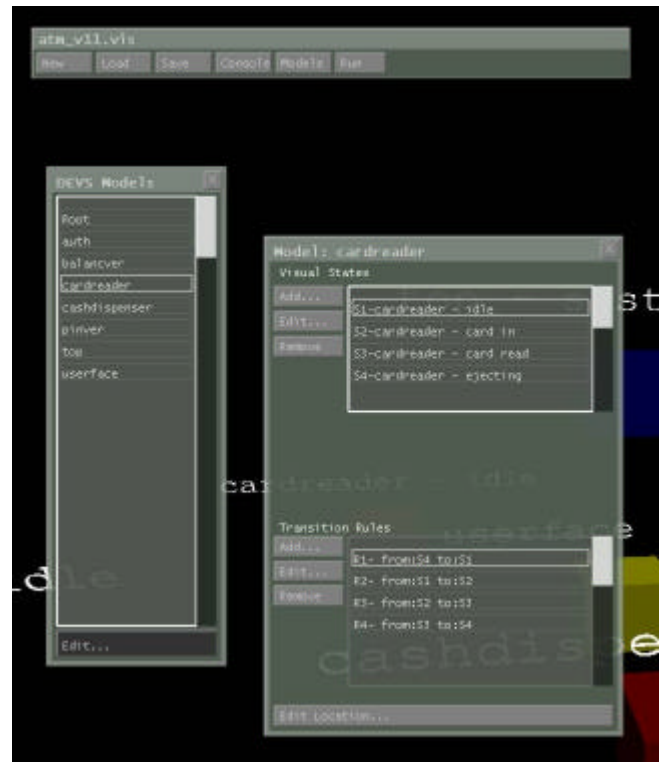 atm_v11.vis
New Load Save Console Models Run
DEVS Models
Root
auth
balancver
cardreader
cashdispenser
pinver
top
userface
Edit...
Model: cardreader
Visual States
Add...
Edit...
Remove
S1-cardreader - idle
S2-cardreader - card in
S3-cardreader - card read
S4-cardreader - ejecting
st
cardreader - idle
Transition Rules
userface
Add...
Edit...
Remove
R1- from:S4 to:S1
R2- from:S1 to:S2
R3- from:S2 to:S3
R4- from:S3 to:S4
idle
cashdispe
e
Edit Location...